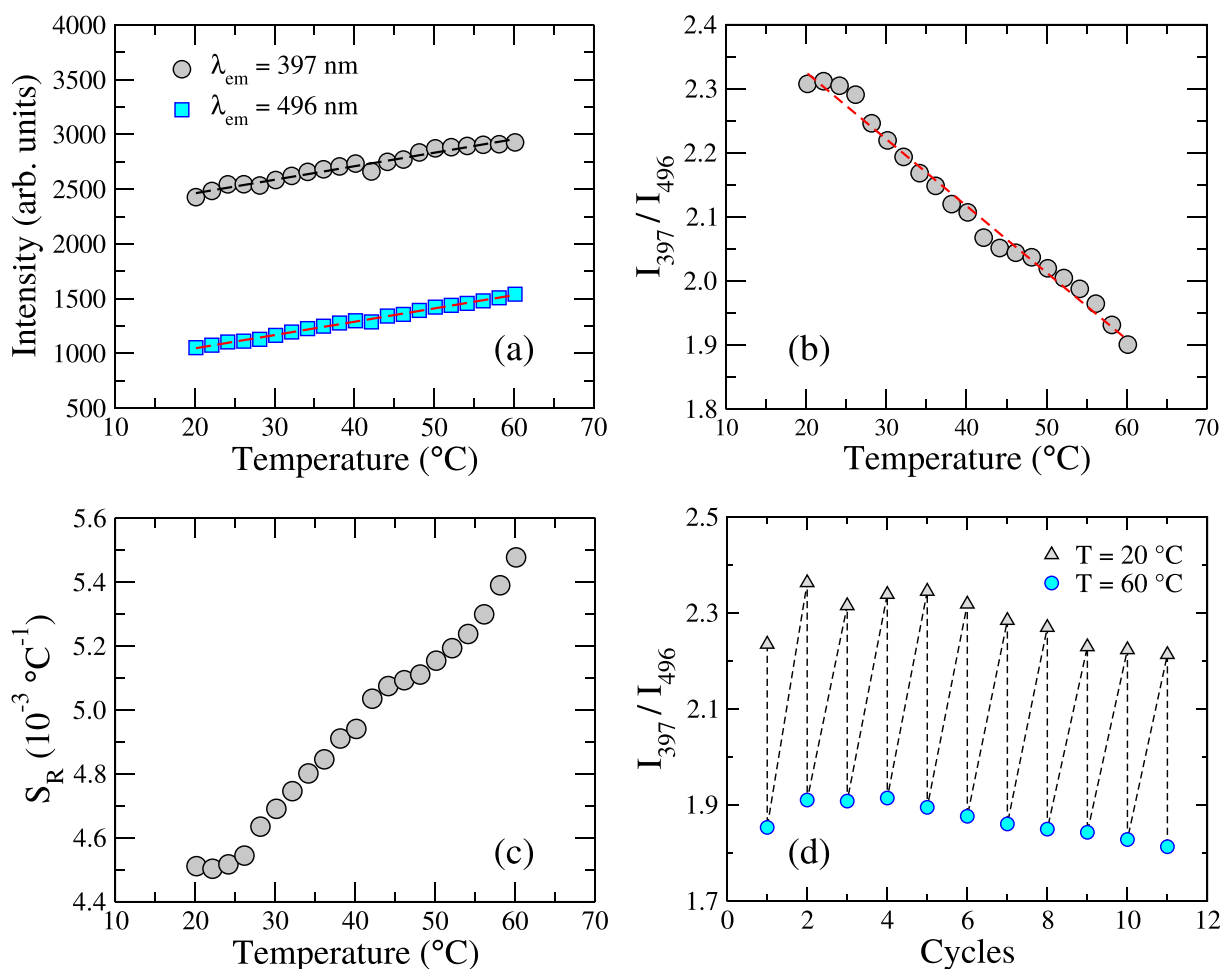 4000
3500
3000
2500
2000
1500
1000
500
Intensity (arb. units)
λem = 397 nm
λem = 496 nm
(a)
10 20 30 40 50 60 70
Temperature (°C)
2.4
2.3
2.2
2.1
2.0
1.9
1.8
I397 / I496
(b)
10 20 30 40 50 60 70
Temperature (°C)
5.6
5.4
5.2
5.0
4.8
4.6
4.4
SR (10-3 °C-1)
(c)
10 20 30 40 50 60 70
Temperature (°C)
2.5
2.3
2.1
1.9
1.7
I397 / I496
T = 20 °C
T = 60 °C
(d)
0 2 4 6 8 10 12
Cycles